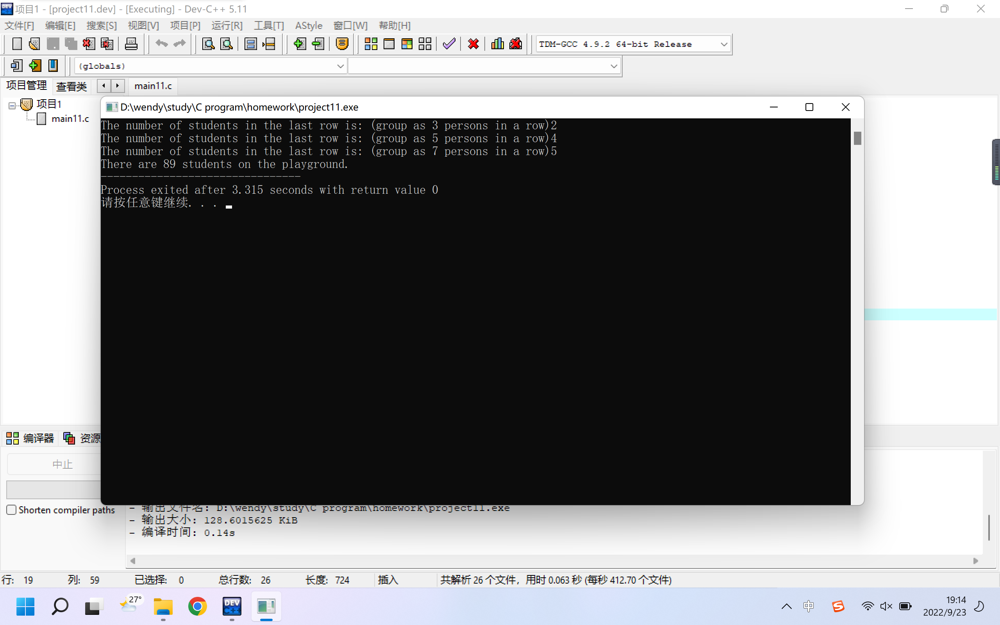 项目1 - [project11.dev] - [Executing] - Dev-C++ 5.11
文件[F] 编辑[E] 搜索[S] 视图[V] 项目[P] 运行[R] 工具[T] AStyle 窗口[W] 帮助[H]
TDM-GCC 4.9.2 64-bit Release
(globals)
项目管理 查看类 main11.c
项目1
main11.c
D:\wendy\study\C program\homework\project11.exe
The number of students in the last row is: (group as 3 persons in a row)2
The number of students in the last row is: (group as 5 persons in a row)4
The number of students in the last row is: (group as 7 persons in a row)5
There are 89 students on the playground.
--------------------------------
Process exited after 3.315 seconds with return value 0
请按任意键继续. . .
编译器 资源
中止
Shorten compiler paths
- 输出文件名: D:\wendy\study\C program\homework\project11.exe
- 输出大小: 128.6015625 KiB
- 编译时间: 0.14s
行: 19 列: 59 已选择: 0 总行数: 26 长度: 724 插入 共解析 26 个文件，用时 0.063 秒 (每秒 412.70 个文件)
27°
DEV C++
中
19:14
2022/9/23